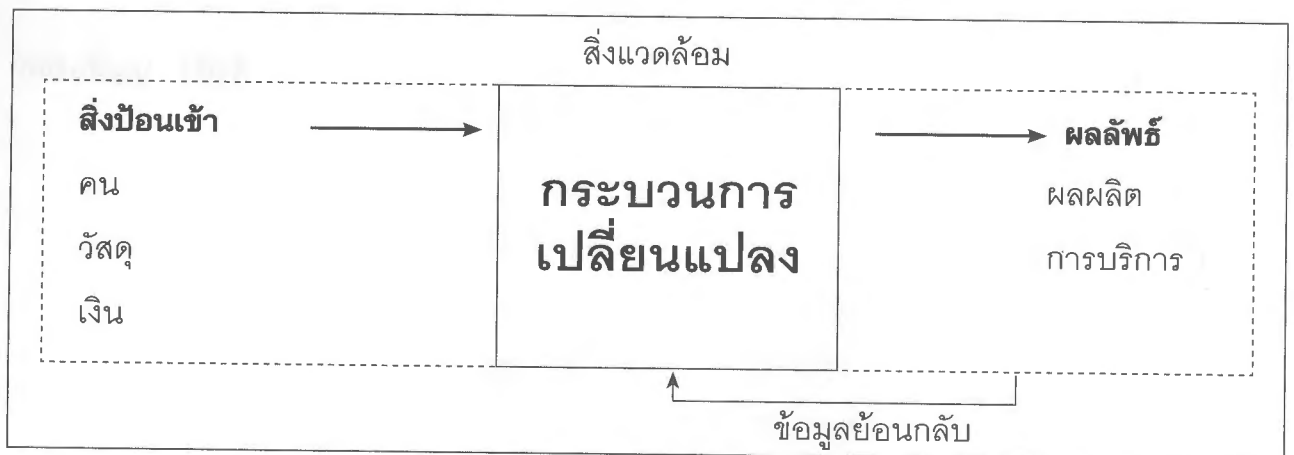 สิ่งแวดล้อม
สิ่งป้อนเข้า
คน
วัสดุ
เงิน
กระบวนการ
เปลี่ยนแปลง
ผลลัพธ์
ผลผลิต
การบริการ
ข้อมูลย้อนกลับ